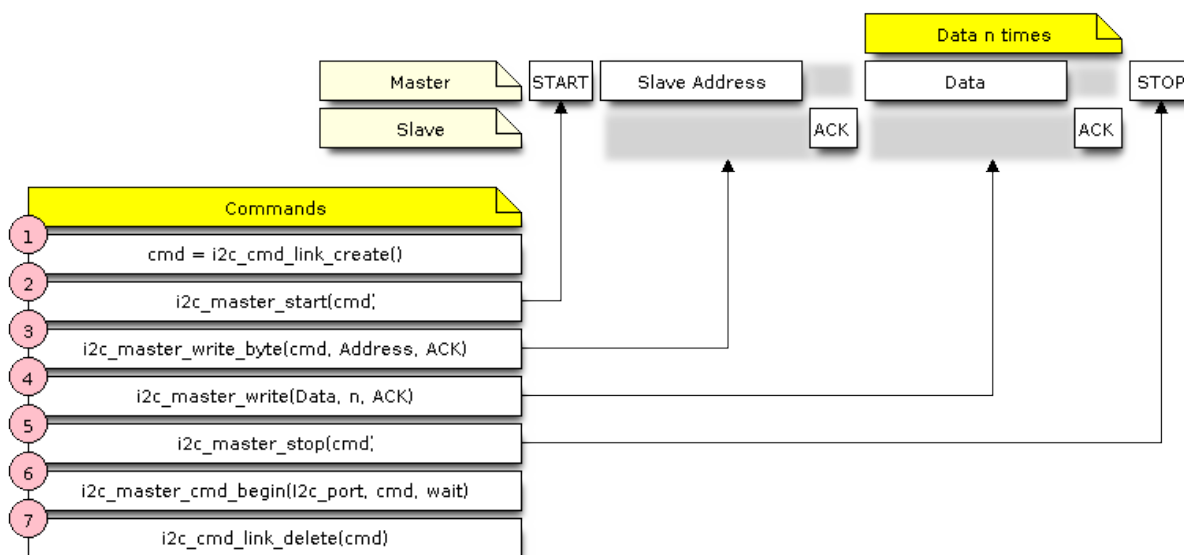 Data n times
Master START Slave Address Data STOP
Slave ACK ACK
Commands
1
cmd = i2c_cmd_link_create()
2
i2c_master_start(cmd;
3
i2c_master_write_byte(cmd, Address, ACK)
4
i2c_master_write(Data, n, ACK)
5
i2c_master_stop(cmd;
6
i2c_master_cmd_begin(I2c_port, cmd, wait)
7
i2c_cmd_link_delete(cmd)